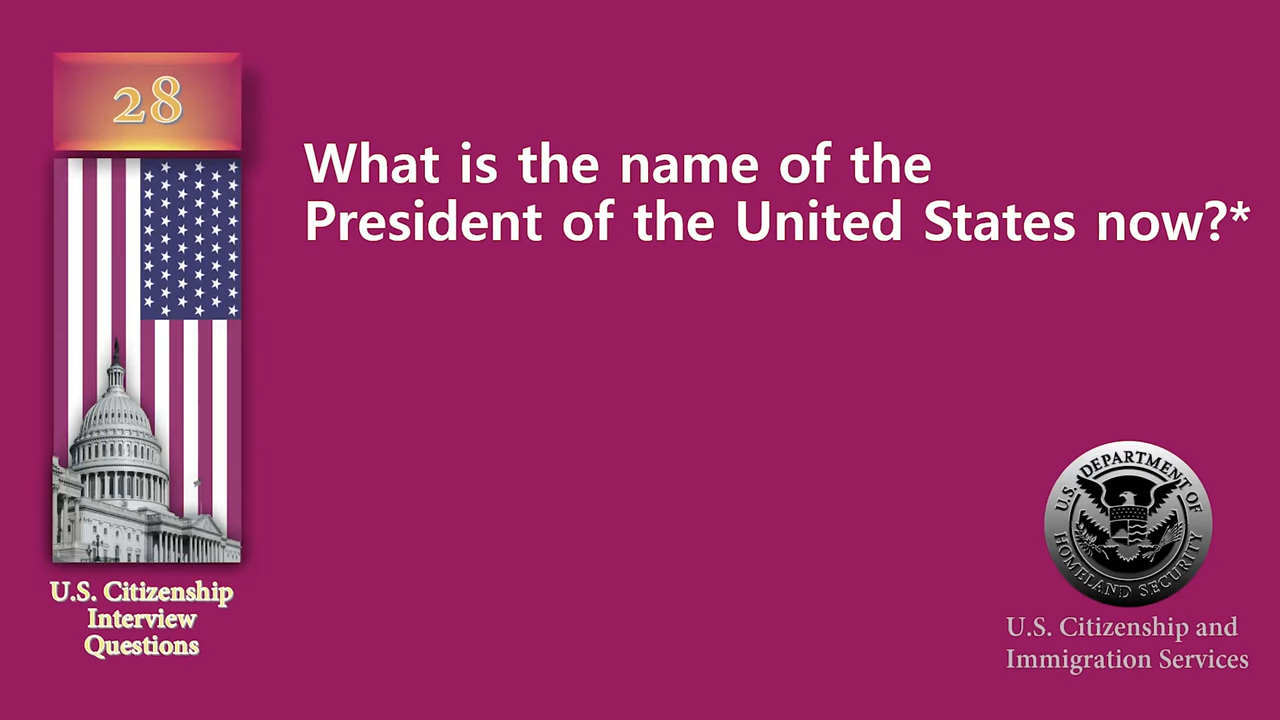 28
What is the name of the
President of the United States now?*
U.S. Citizenship
Interview
Questions
U.S. DEPARTMENT OF
HOMELAND SECURITY
U.S. Citizenship and
Immigration Services